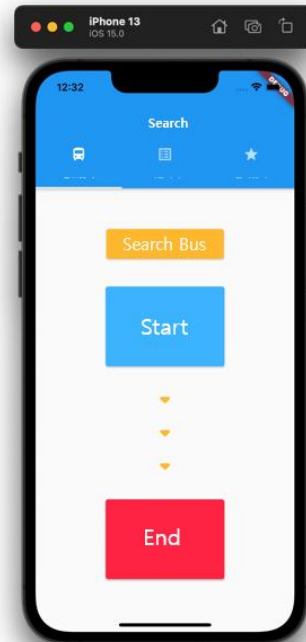 iPhone 13
iOS 15.0
12:32
DEBUG
Search
Search Bus
Start
End